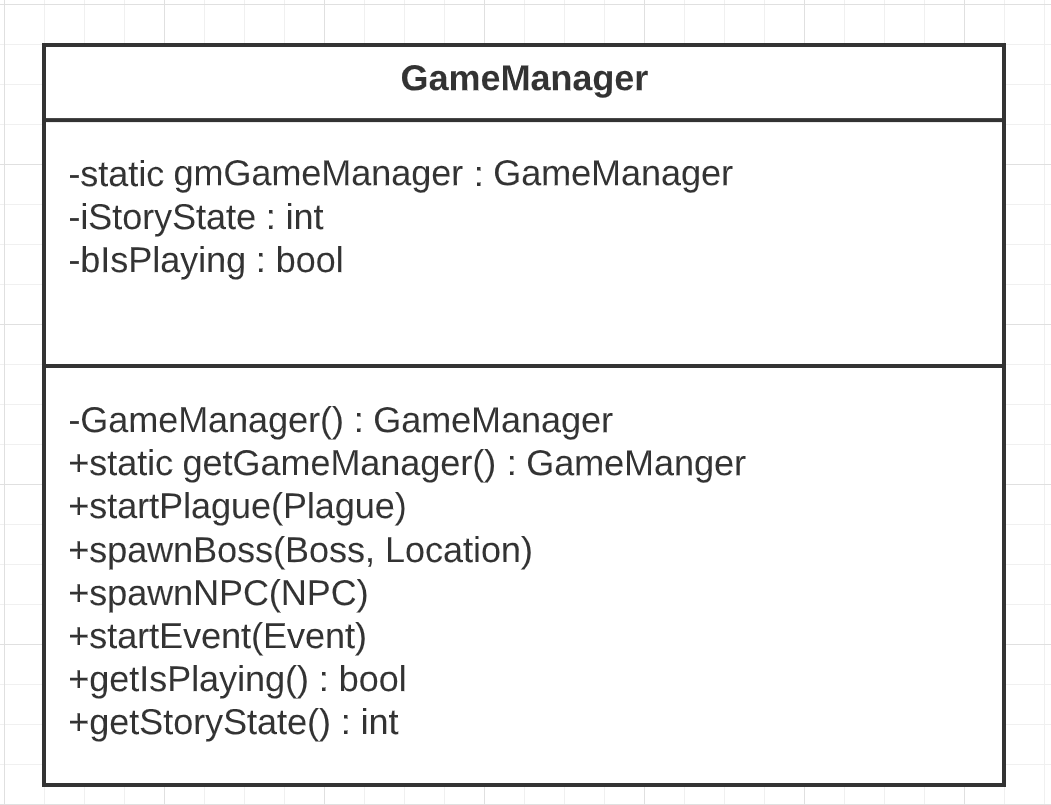 GameManager
-static gmGameManager : GameManager
-iStoryState : int
-bIsPlaying : bool
-GameManager() : GameManager
+static getGameManager() : GameManger
+startPlague(Plague)
+spawnBoss(Boss, Location)
+spawnNPC(NPC)
+startEvent(Event)
+getIsPlaying() : bool
+getStoryState() : int